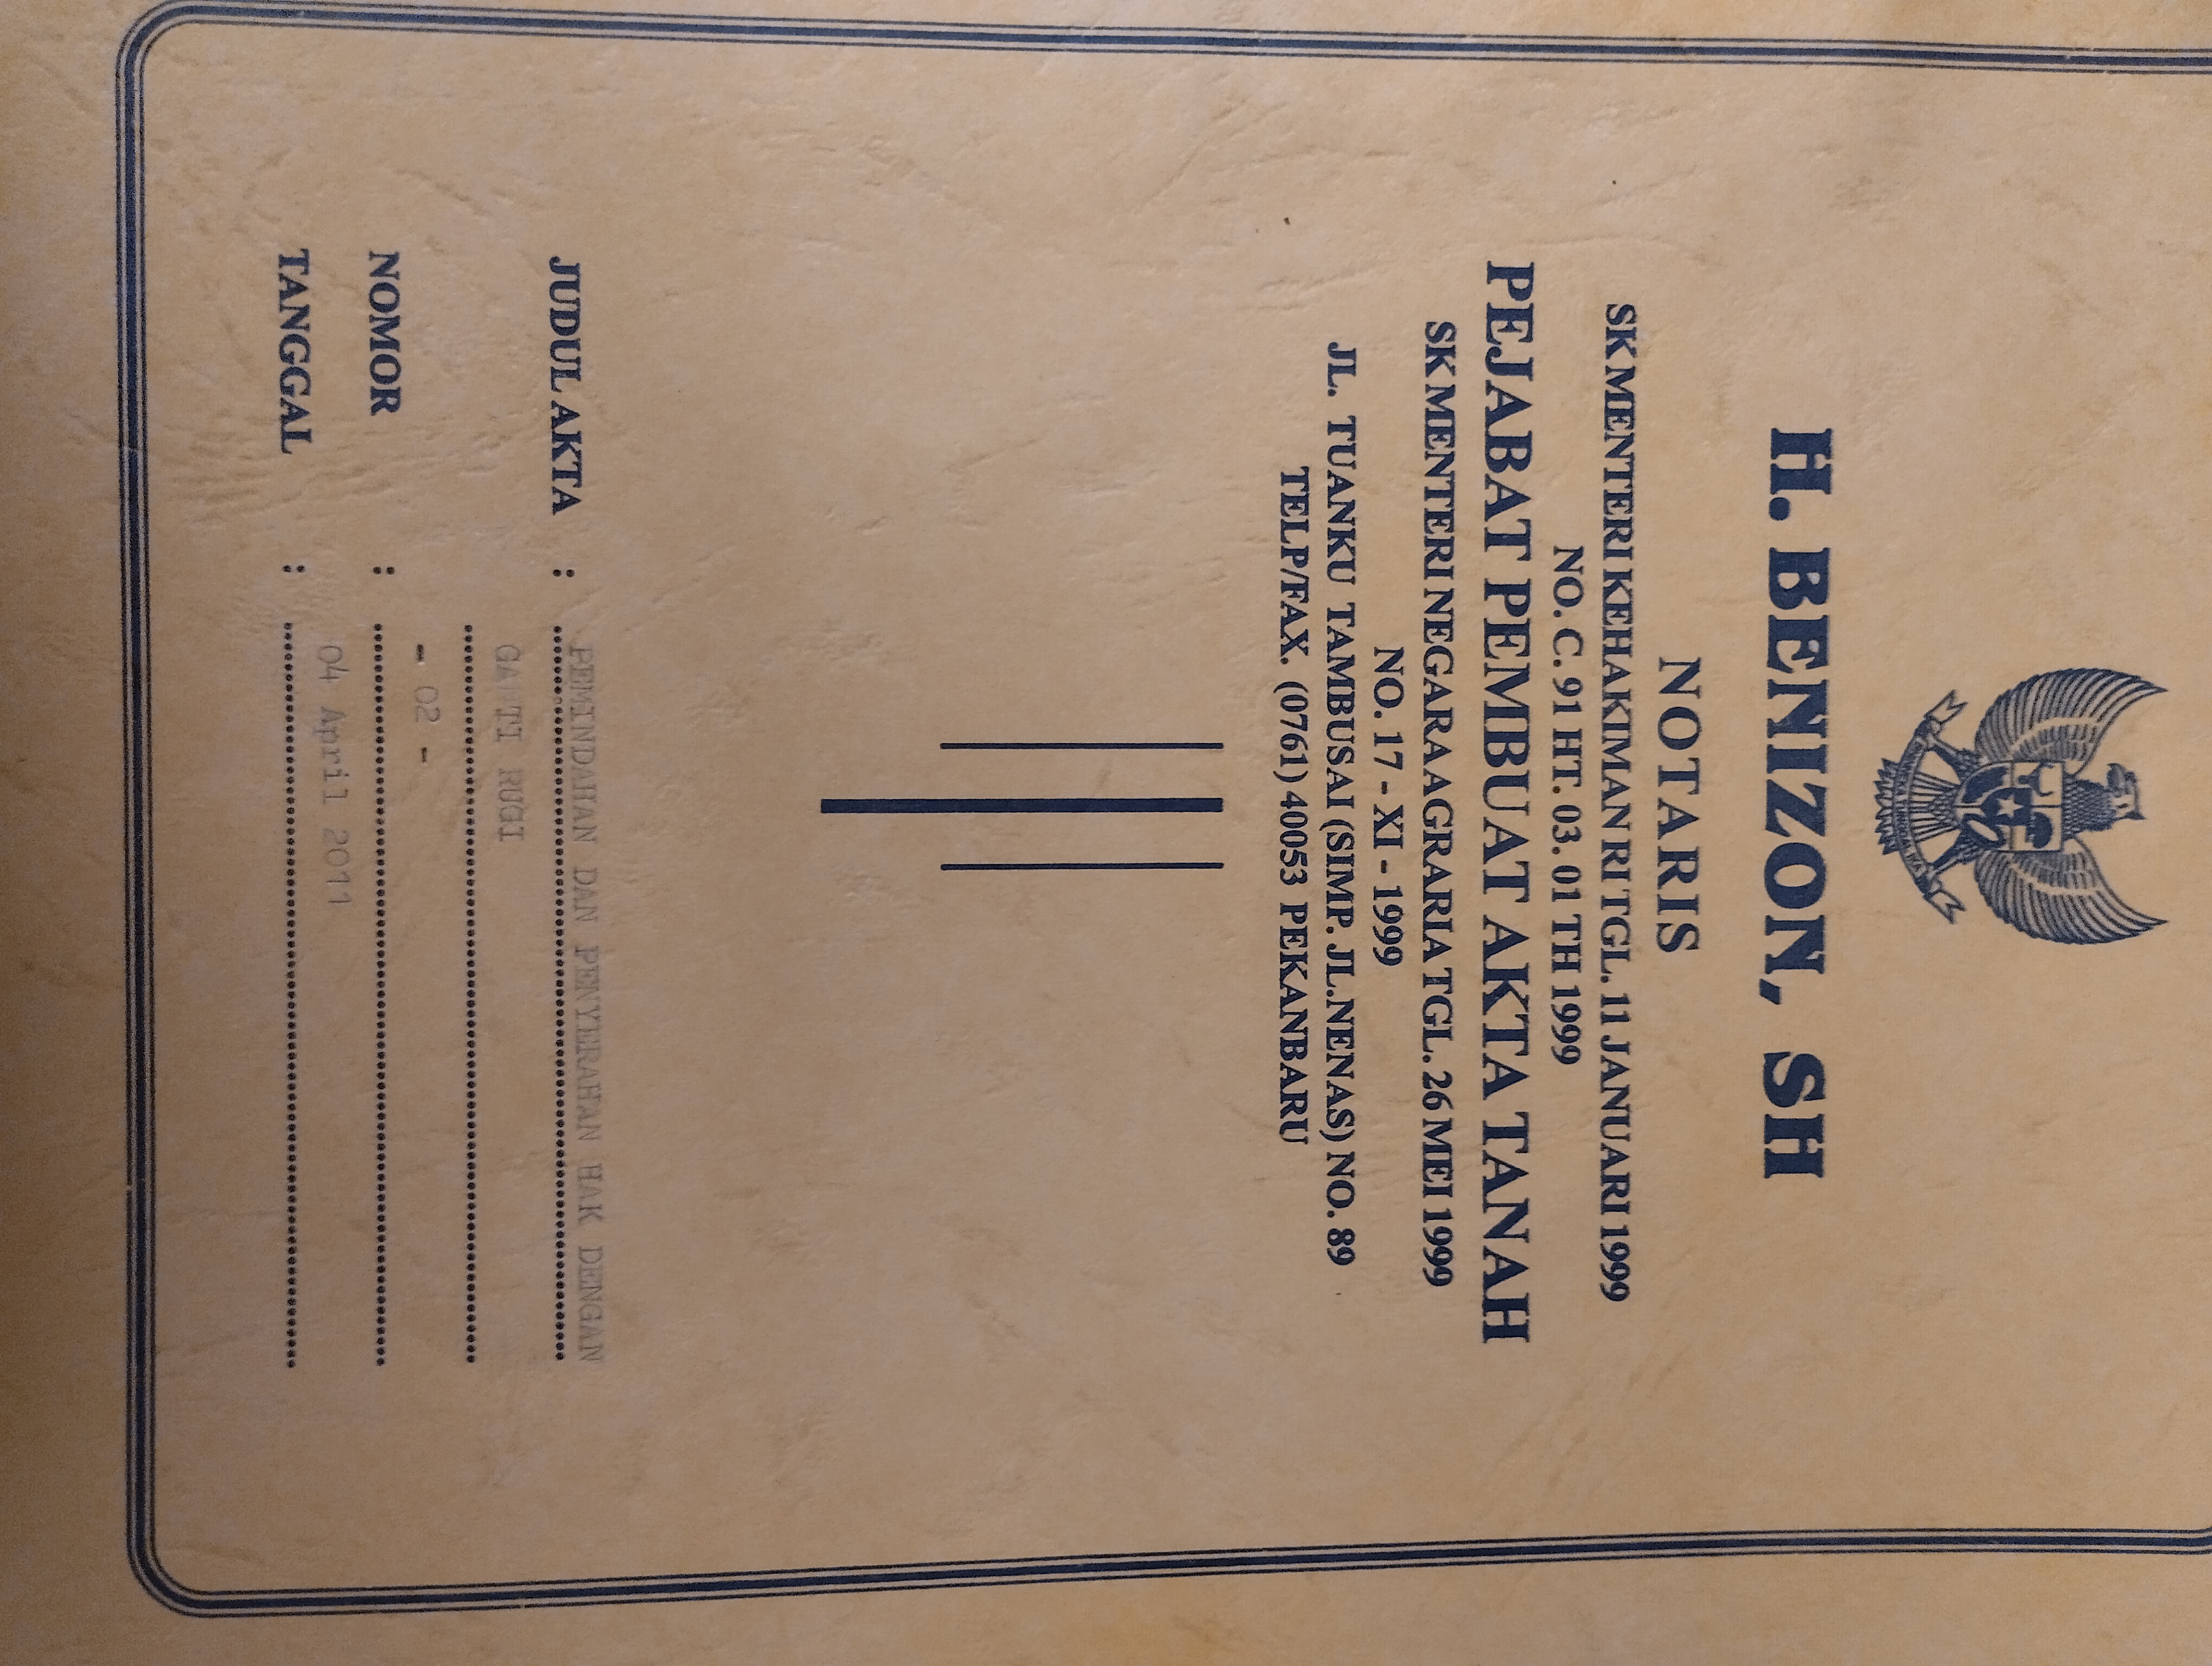 H. BENIZON, SH
NOTARIS
SK MENTERI KEHAKIMAN RI TGL. 11 JANUARI 1999
NO. C. 91 HT. 03. 01 TH 1999
PEJABAT PEMBUAT AKTA TANAH
SK MENTERI NEGARA AGRARIA TGL. 26 MEI 1999
NO. 17 - XI - 1999
JL. TUANKU TAMBUSAI (SIMP. JL.NENAS) NO. 89
TELP/FAX. (0761) 40053 PEKANBARU
JUDUL AKTA : PEMINDAHAN DAN PENYERAHAN HAK DENGAN
GANTI RUGI
NOMOR : - 02 -
TANGGAL : 04 April 2011